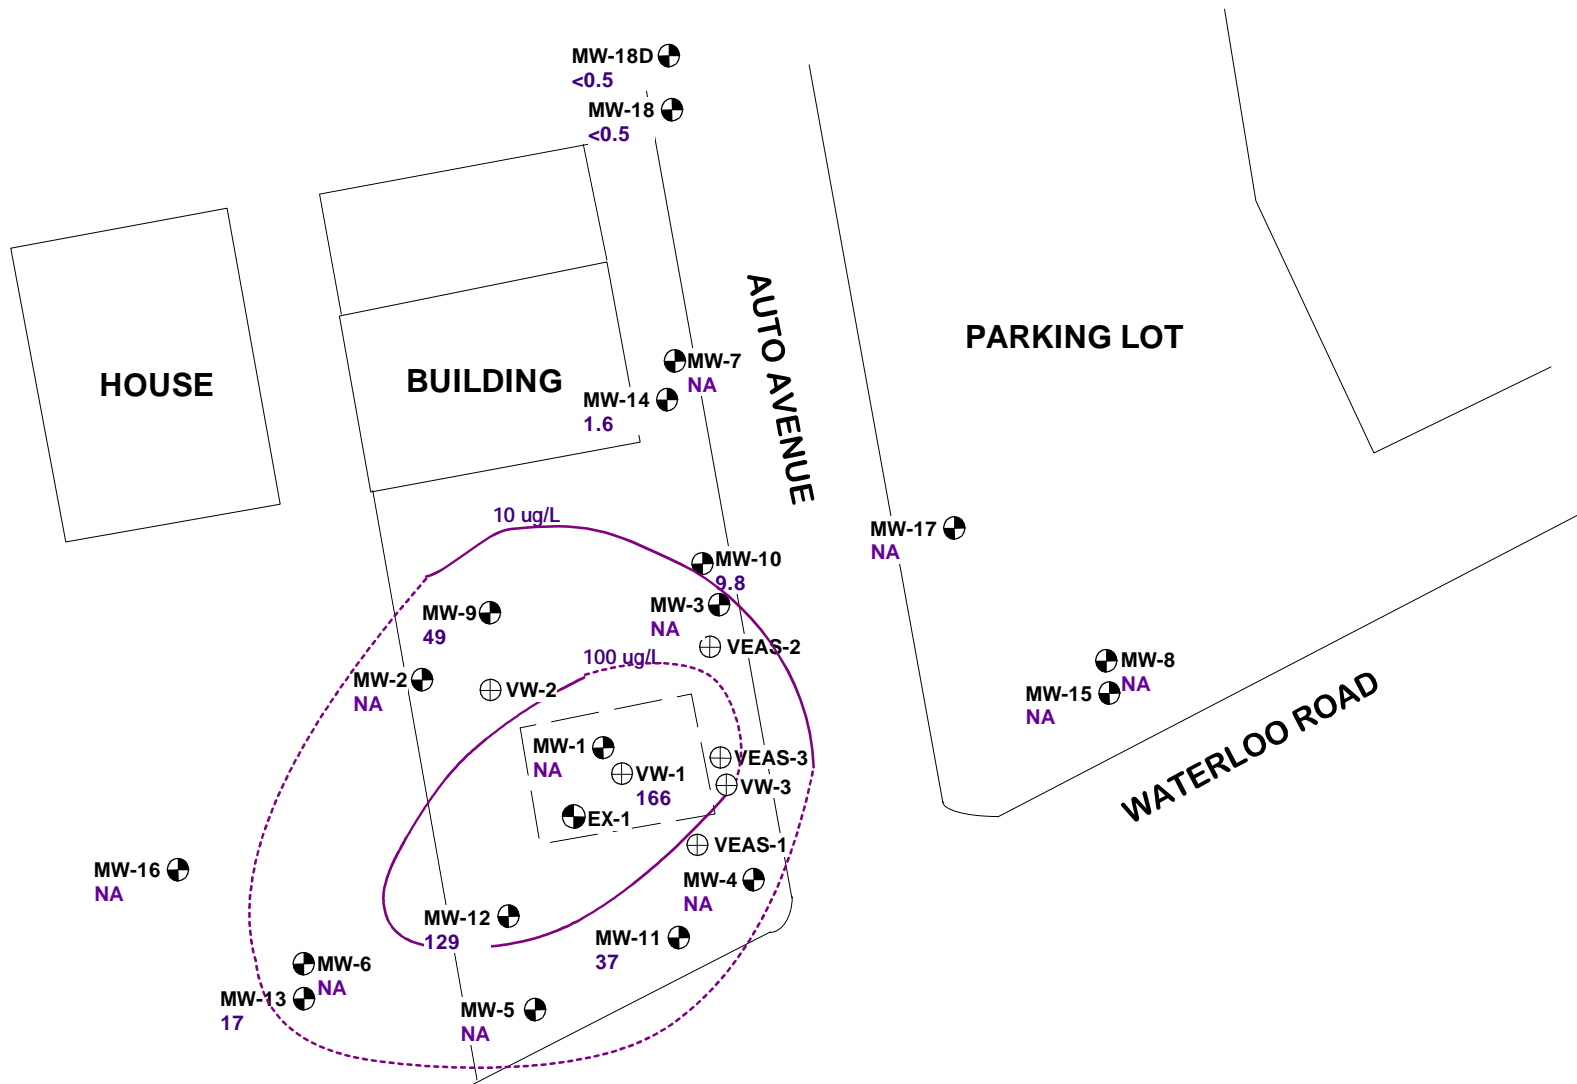 MW-18D
<0.5
MW-18
<0.5
AUTO AVENUE
PARKING LOT
HOUSE
BUILDING
MW-7
NA
MW-14
1.6
10 ug/L
MW-17
NA
MW-10
9.8
MW-9
49
MW-3
NA
VEAS-2
100 ug/L
MW-2
NA
VW-2
MW-8
NA
MW-15
NA
WATERLOO ROAD
MW-1
NA
VEAS-3
VW-1
166
VW-3
EX-1
VEAS-1
MW-16
NA
MW-4
NA
MW-12
129
MW-11
37
MW-6
NA
MW-13
17
MW-5
NA